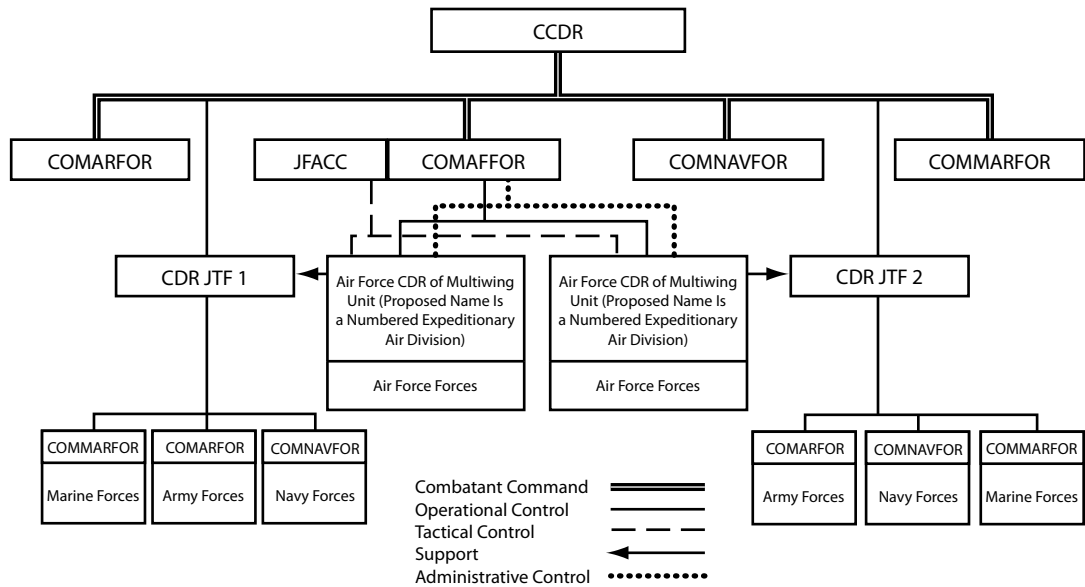 CCDR
COMARFOR
JFACC
COMAFFOR
COMNAVFOR
COMMARFOR
CDR JTF 1
Air Force CDR of Multiwing
Unit (Proposed Name Is
a Numbered Expeditionary
Air Division)
Air Force Forces
Air Force CDR of Multiwing
Unit (Proposed Name Is
a Numbered Expeditionary
Air Division)
Air Force Forces
CDR JTF 2
COMMARFOR
Marine Forces
COMARFOR
Army Forces
COMNAVFOR
Navy Forces
COMARFOR
Army Forces
COMNAVFOR
Navy Forces
COMMARFOR
Marine Forces
Combatant Command
Operational Control
Tactical Control
Support
Administrative Control